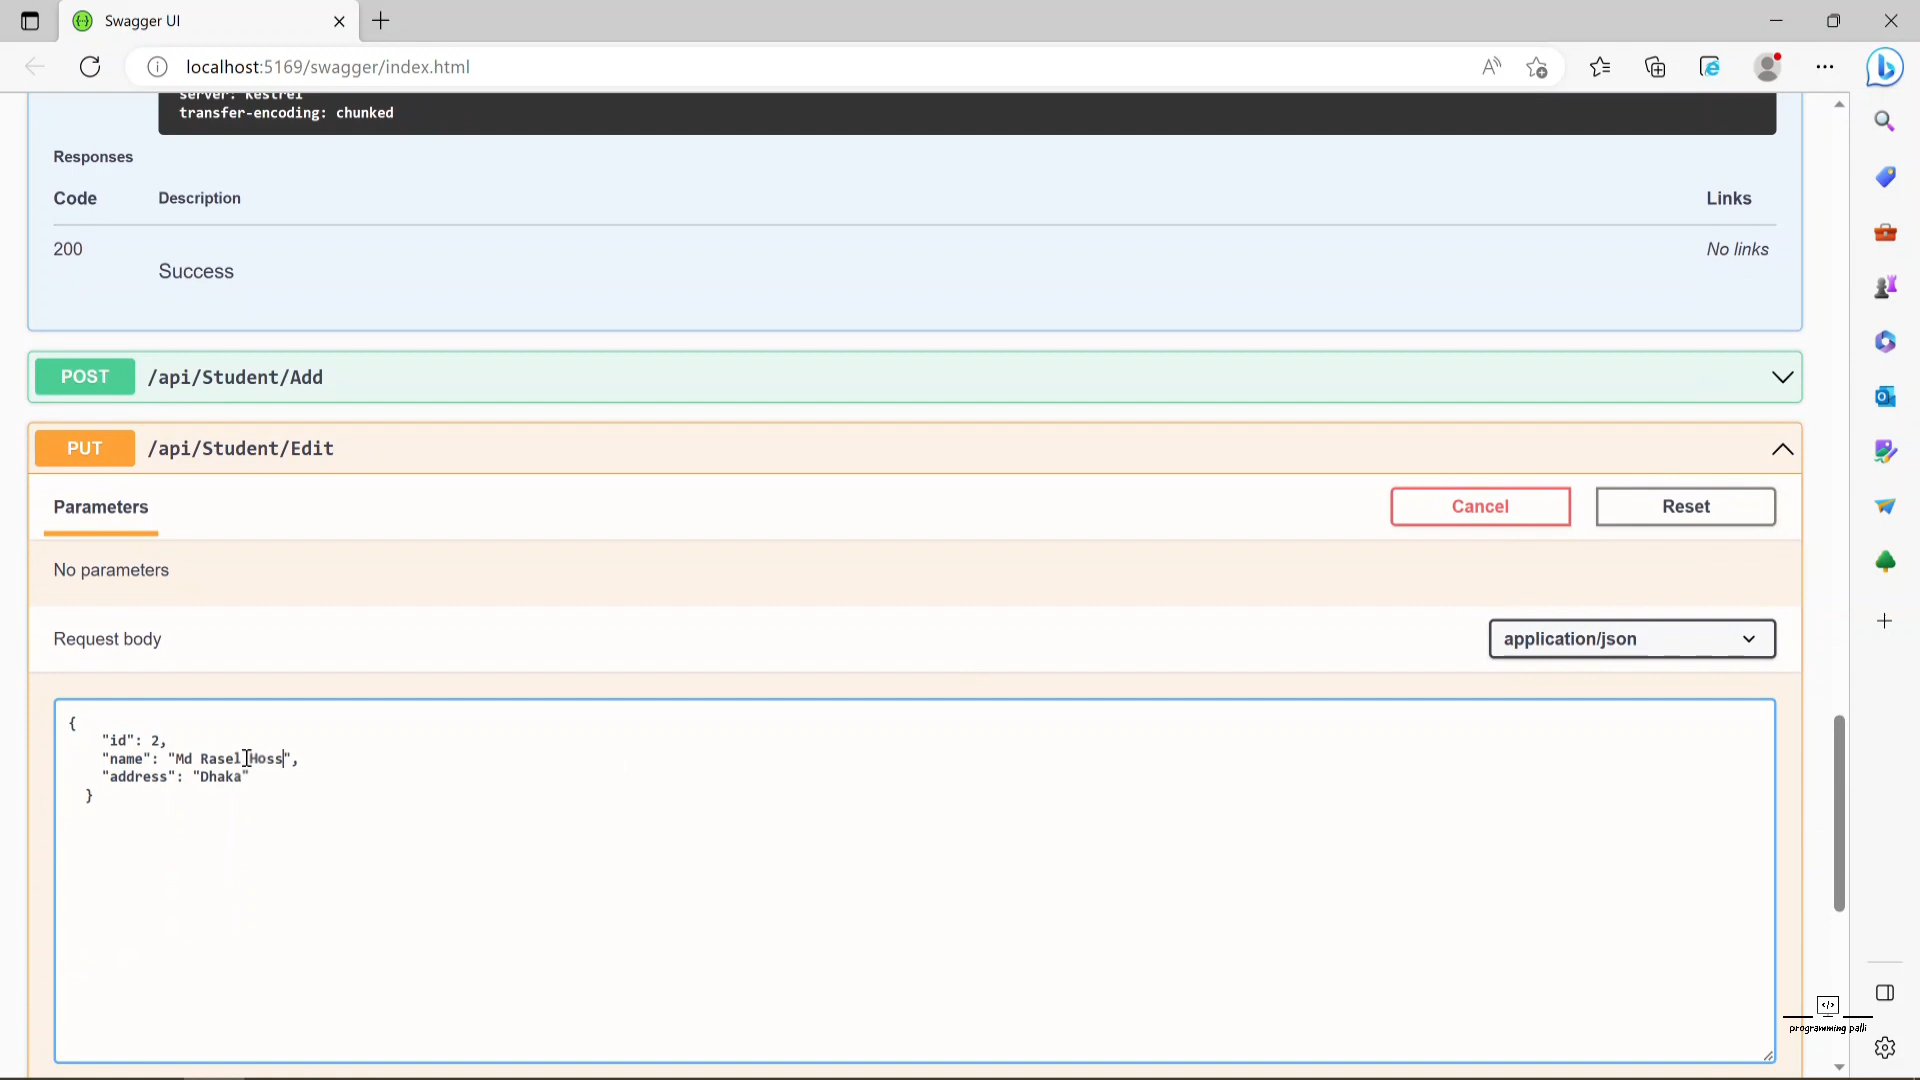 Swagger UI
localhost:5169/swagger/index.html
server: Kestrel
transfer-encoding: chunked
Responses
Code Description Links
200 No links
Success
POST /api/Student/Add
PUT /api/Student/Edit
Parameters Cancel Reset
No parameters
Request body application/json
{
"id": 2,
"name": "Md Rasel Hoss",
"address": "Dhaka"
}
programming palli